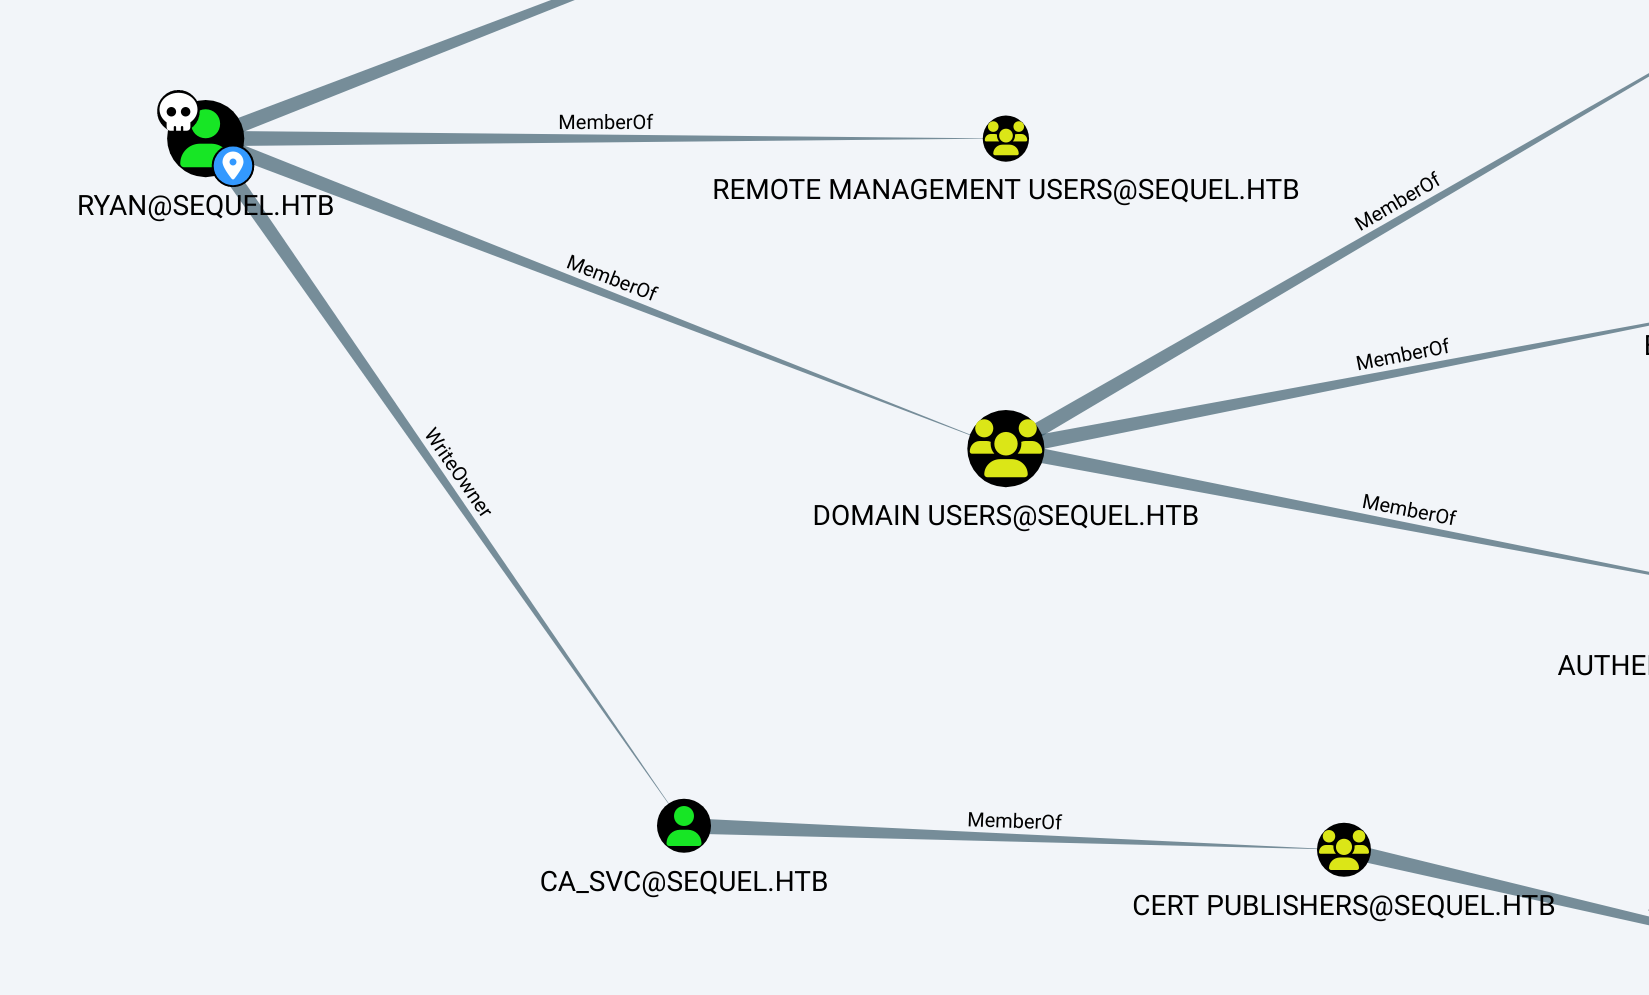 MemberOf
REMOTE MANAGEMENT USERS@SEQUEL.HTB
RYAN@SEQUEL.HTB
MemberOf
MemberOf
MemberOf
WriteOwner
MemberOf
DOMAIN USERS@SEQUEL.HTB
AUTHE
MemberOf
CA_SVC@SEQUEL.HTB
CERT PUBLISHERS@SEQUEL.HTB